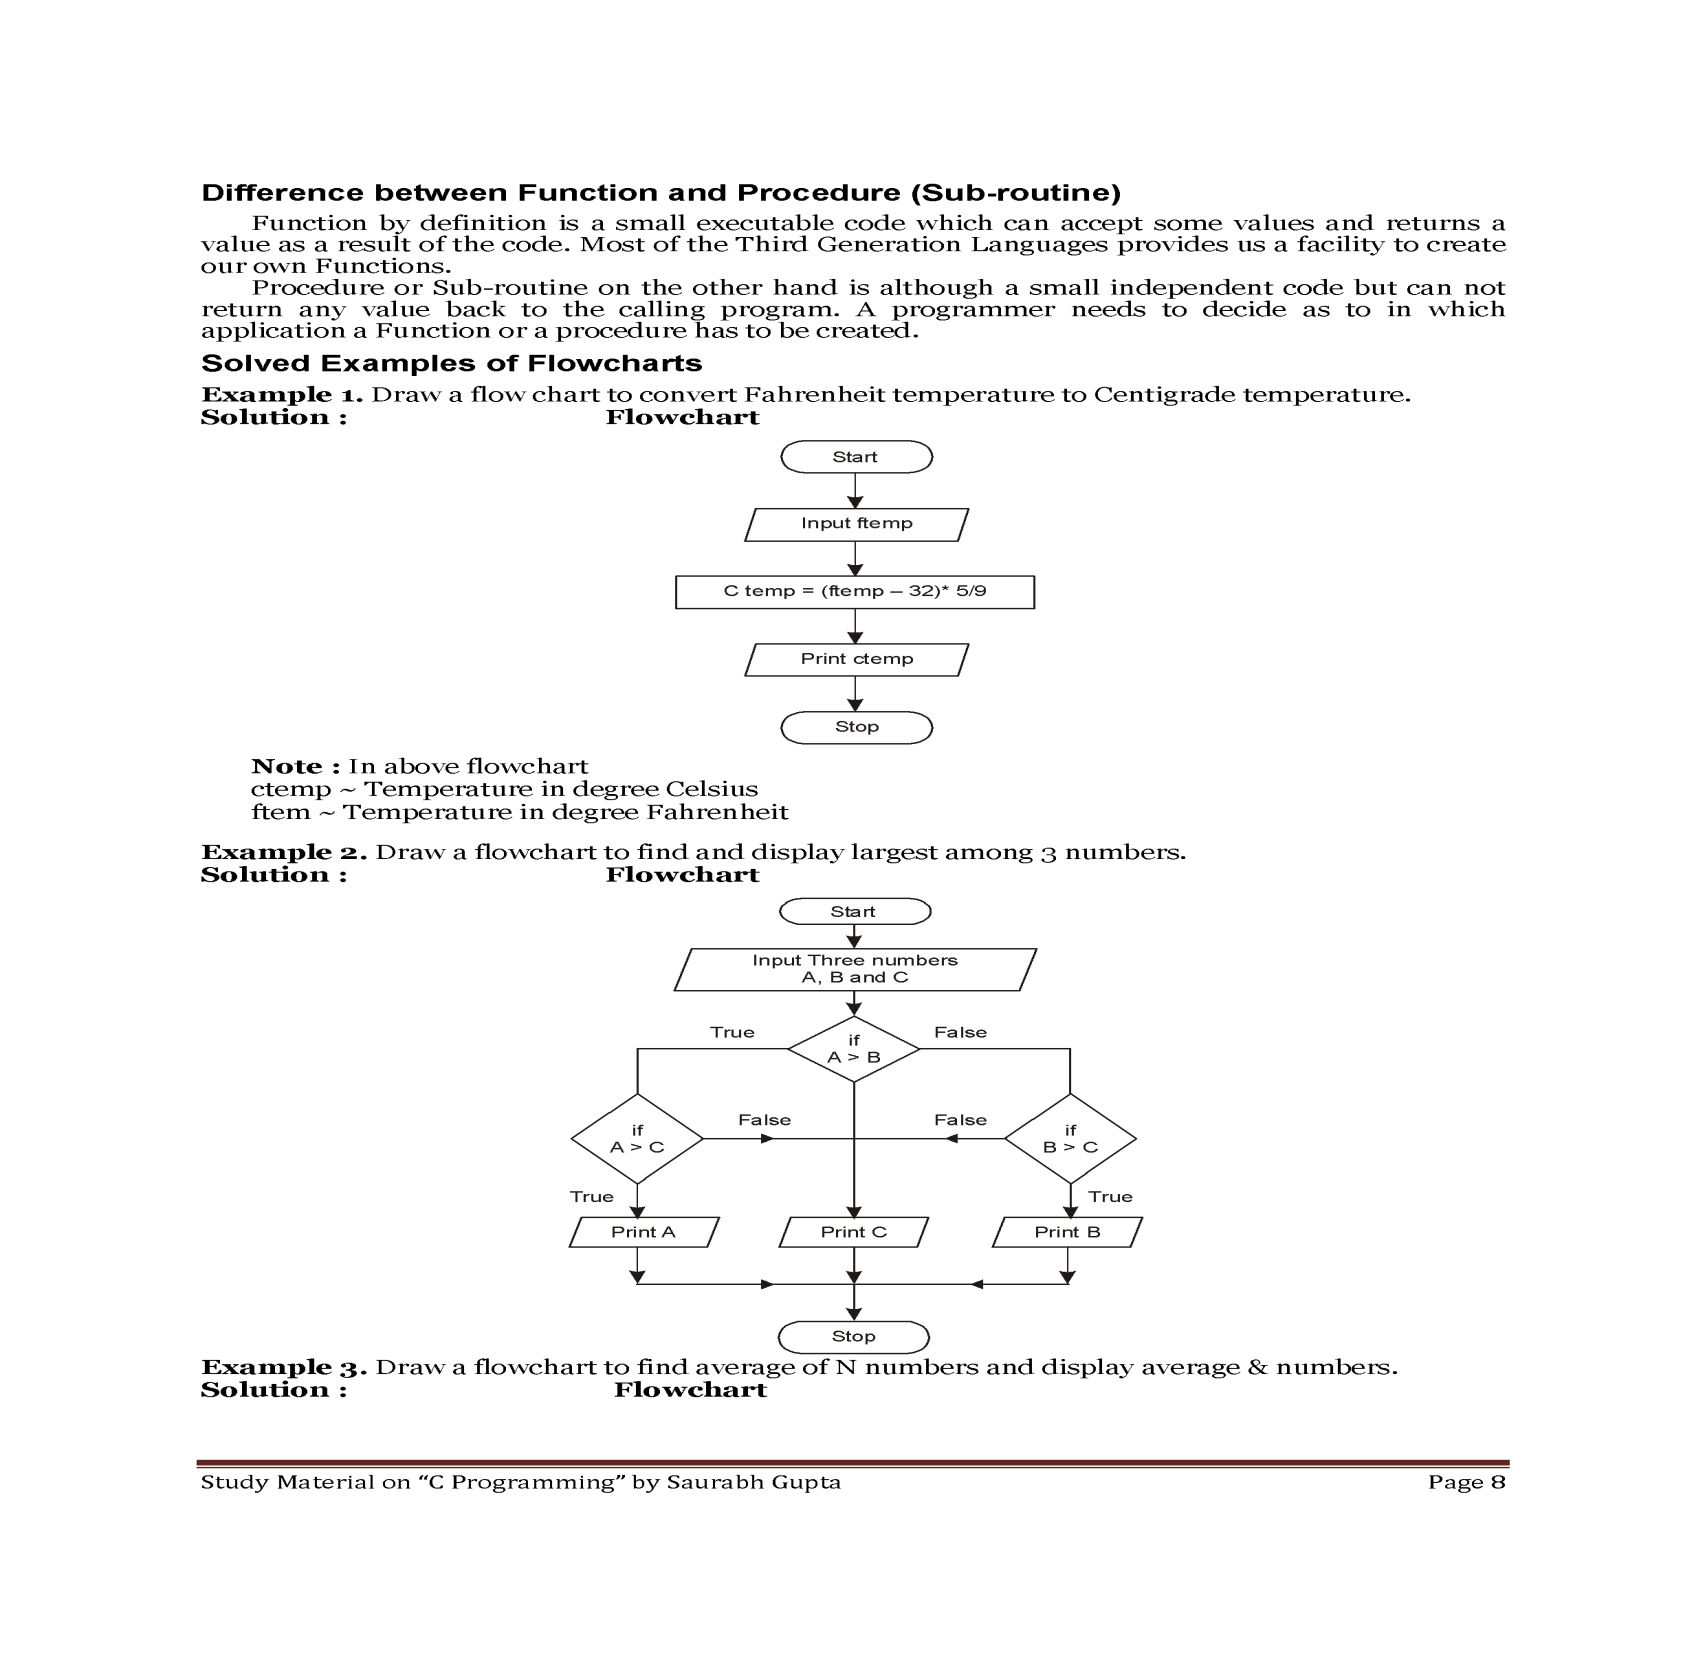 Difference between Function and Procedure (Sub-routine)
Function by definition is a small executable code which can accept some values and returns a
value as a result of the code. Most of the Third Generation Languages provides us a facility to create
our own Functions.
Procedure or Sub-routine on the other hand is although a small independent code but can not
return any value back to the calling program. A programmer needs to decide as to in which
application a Function or a procedure has to be created.
Solved Examples of Flowcharts
Example 1. Draw a flow chart to convert Fahrenheit temperature to Centigrade temperature.
Solution : Flowchart
Start
Input ftemp
C temp = (ftemp – 32)* 5/9
Print ctemp
Stop
Note : In above flowchart
ctemp ~ Temperature in degree Celsius
ftem ~ Temperature in degree Fahrenheit
Example 2. Draw a flowchart to find and display largest among 3 numbers.
Solution : Flowchart
Start
Input Three numbers
A, B and C
True
if
A > B
False
if
A > C
False
False
if
B > C
True
True
Print A
Print C
Print B
Stop
Example 3. Draw a flowchart to find average of N numbers and display average & numbers.
Solution : Flowchart
Study Material on “C Programming” by Saurabh Gupta Page 8